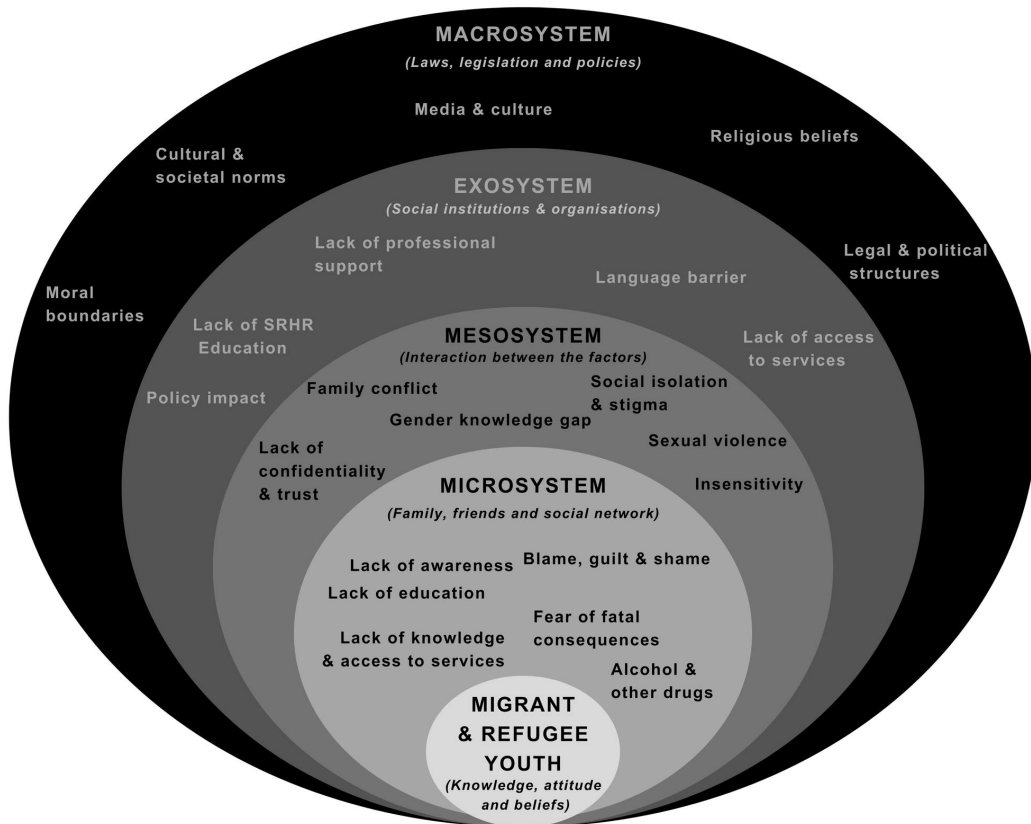 MACROSYSTEM
(Laws, legislation and policies)
Media & culture
Religious beliefs
Cultural &
societal norms
Legal & political
structures
Moral
boundaries
EXOSYSTEM
(Social institutions & organisations)
Lack of professional
support
Language barrier
Lack of SRHR
Education
Lack of access
to services
Policy impact
MESOSYSTEM
(Interaction between the factors)
Family conflict
Social isolation
& stigma
Gender knowledge gap
Sexual violence
Lack of
confidentiality
& trust
Insensitivity
MICROSYSTEM
(Family, friends and social network)
Lack of awareness
Blame, guilt & shame
Lack of education
Fear of fatal
consequences
Lack of knowledge
& access to services
Alcohol &
other drugs
MIGRANT
& REFUGEE
YOUTH
(Knowledge, attitude
and beliefs)